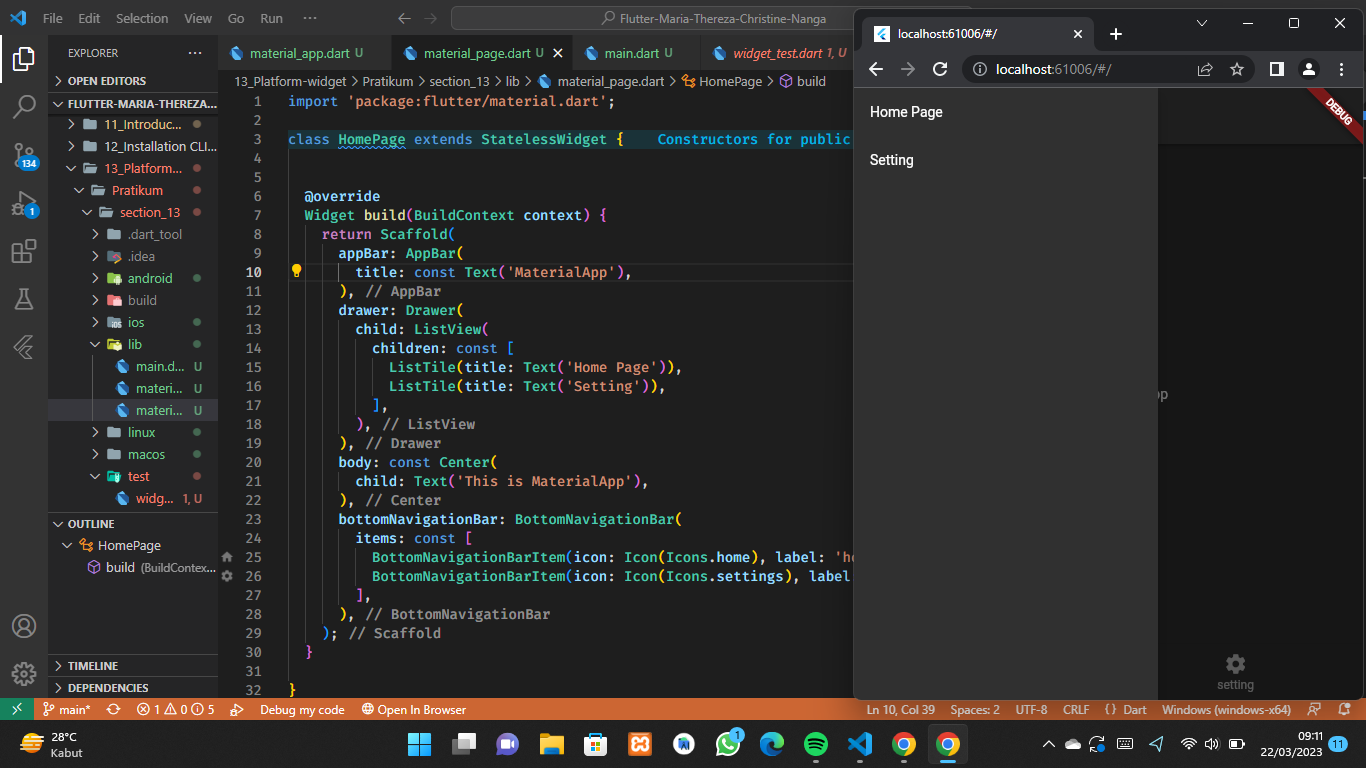 File Edit Selection View Go Run ···
Flutter-Maria-Thereza-Christine-Nanga
EXPLORER ···
OPEN EDITORS
FLUTTER-MARIA-THEREZA...
11_Introduc...
12_Installation CLI...
13_Platform...
Pratikum
section_13
.dart_tool
.idea
android
build
ios
lib
main.d... U
materi... U
materi... U
linux
macos
test
widg... 1, U
OUTLINE
HomePage
build (BuildContex...
TIMELINE
DEPENDENCIES
134
1
material_app.dart U
material_page.dart U
main.dart U
widget_test.dart 1, U
13_Platform-widget > Pratikum > section_13 > lib > material_page.dart > HomePage > build
1 import 'package:flutter/material.dart';
2
3 class HomePage extends StatelessWidget { Constructors for public
4
5
6 @override
7 Widget build(BuildContext context) {
8 return Scaffold(
9 appBar: AppBar(
10 title: const Text('MaterialApp'),
11 ), // AppBar
12 drawer: Drawer(
13 child: ListView(
14 children: const [
15 ListTile(title: Text('Home Page')),
16 ListTile(title: Text('Setting')),
17 ],
18 ), // ListView
19 ), // Drawer
20 body: const Center(
21 child: Text('This is MaterialApp'),
22 ), // Center
23 bottomNavigationBar: BottomNavigationBar(
24 items: const [
25 BottomNavigationBarItem(icon: Icon(Icons.home), label: 'h
26 BottomNavigationBarItem(icon: Icon(Icons.settings), label
27 ],
28 ), // BottomNavigationBar
29 ); // Scaffold
30 }
31
32 }
localhost:61006/#/
localhost:61006/#/
DEBUG
Home Page
Setting
pp
setting
main* 1 0 5 Debug my code Open In Browser Ln 10, Col 39 Spaces: 2 UTF-8 CRLF {} Dart Windows (windows-x64)
28°C
Kabut
1
09:11
22/03/2023
11